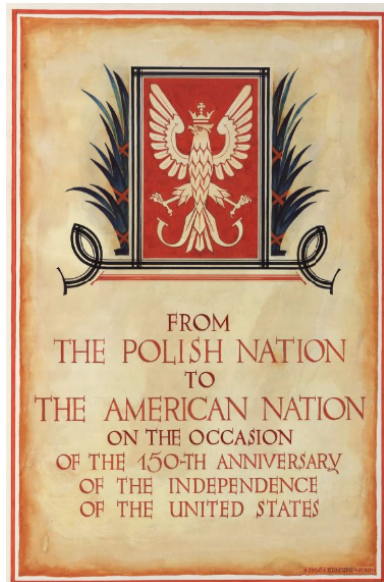 FROM
THE POLISH NATION
TO
THE AMERICAN NATION
ON THE OCCASION
OF THE 150-TH ANNIVERSARY
OF THE INDEPENDENCE
OF THE UNITED STATES